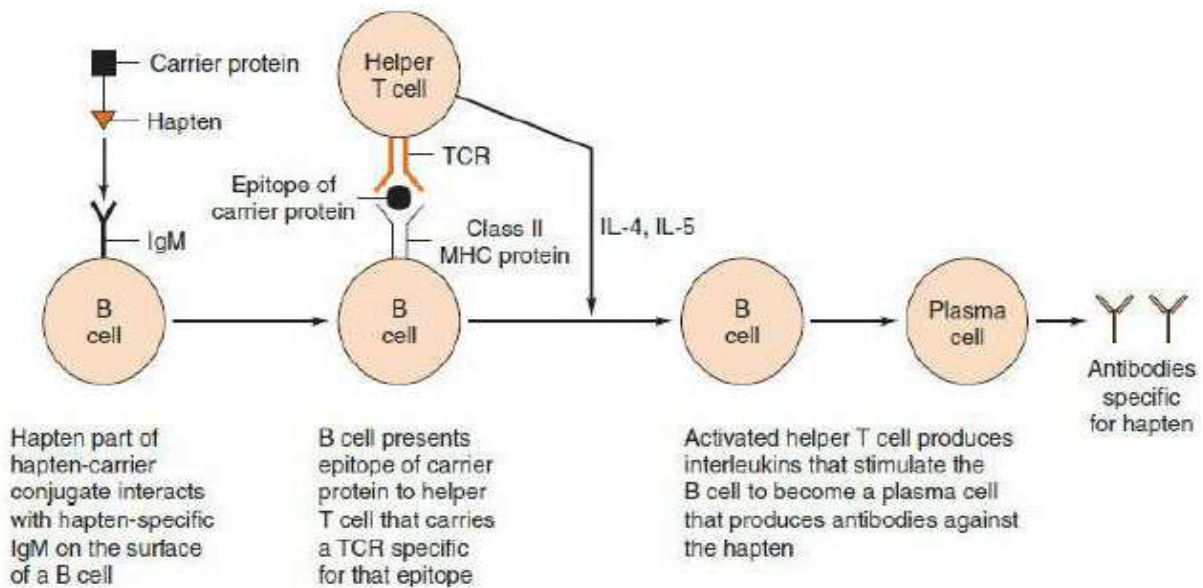 Carrier protein
Hapten
IgM
B
cell
Helper
T cell
TCR
Epitope of
carrier protein
Class II
MHC protein
B
cell
IL-4, IL-5
B
cell
Plasma
cell
Antibodies
specific
for hapten
Hapten part of
hapten-carrier
conjugate interacts
with hapten-specific
IgM on the surface
of a B cell
B cell presents
epitope of carrier
protein to helper
T cell that carries
a TCR specific
for that epitope
Activated helper T cell produces
interleukins that stimulate the
B cell to become a plasma cell
that produces antibodies against
the hapten